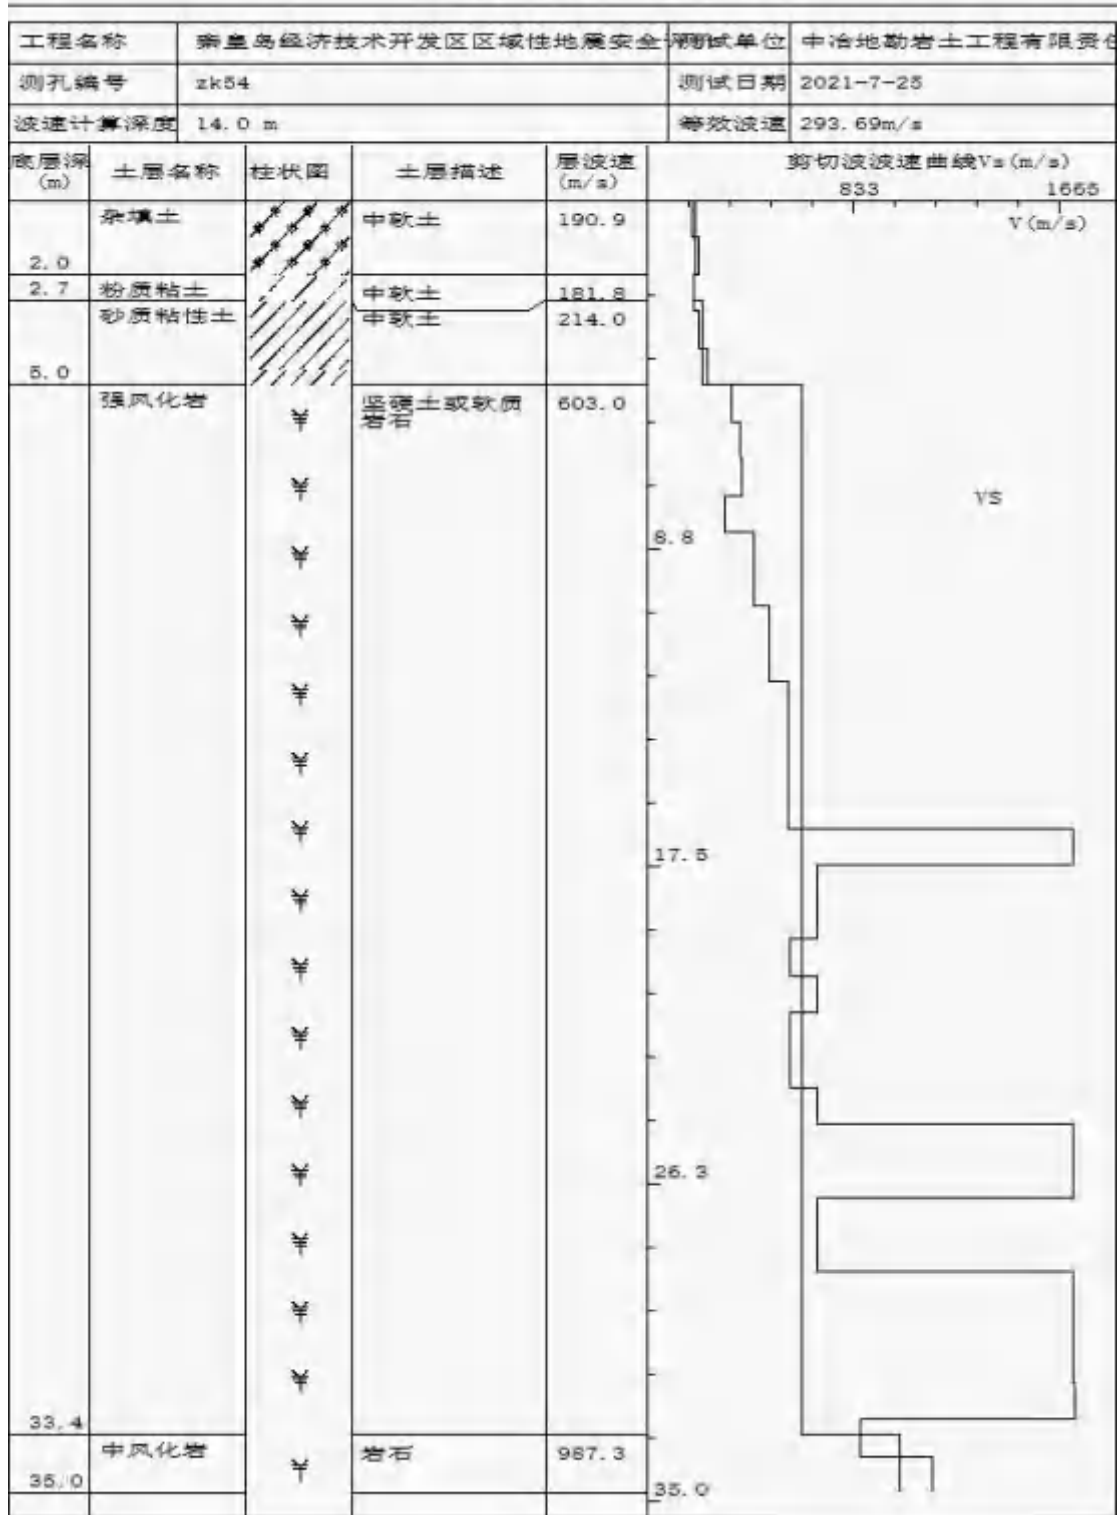 工程名称 秦皇岛经济技术开发区区域性地震安全 测试单位 中冶地勘岩土工程有限责任
测孔编号 zk54 测试日期 2021-7-25
波速计算深度 14.0 m 等效波速 293.69m/s
底层深(m) 土层名称 柱状图 土层描述 层波速(m/s) 剪切波波速曲线Vs(m/s)
833 1665
V(m/s)
杂填土 中软土 190.9
2.0
2.7 粉质粘土 中软土 181.8
砂质粘性土 中软土 214.0
5.0
强风化岩 坚硬土或软质岩石 603.0
VS
8.8
17.5
26.3
33.4
中风化岩 岩石 987.3
35.0 35.0